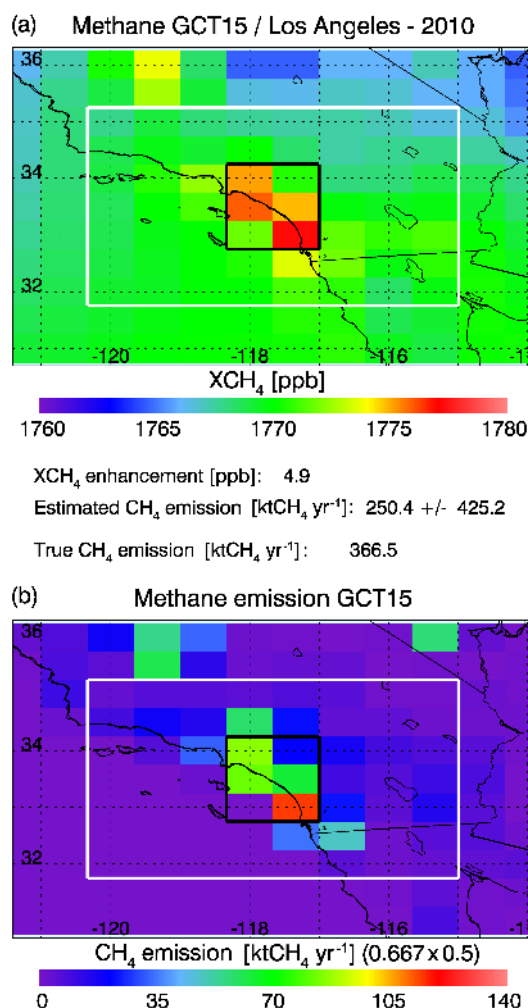 (a) Methane GCT15 / Los Angeles - 2010
36
34
32
-120 -118 -116 -1
XCH₄ [ppb]
1760 1765 1770 1775 1780
XCH₄ enhancement [ppb]: 4.9
Estimated CH₄ emission [ktCH₄ yr⁻¹]: 250.4 +/- 425.2
True CH₄ emission [ktCH₄ yr⁻¹]: 366.5
(b) Methane emission GCT15
36
34
32
-120 -118 -116 -1
CH₄ emission [ktCH₄ yr⁻¹] (0.667 x 0.5)
0 35 70 105 140